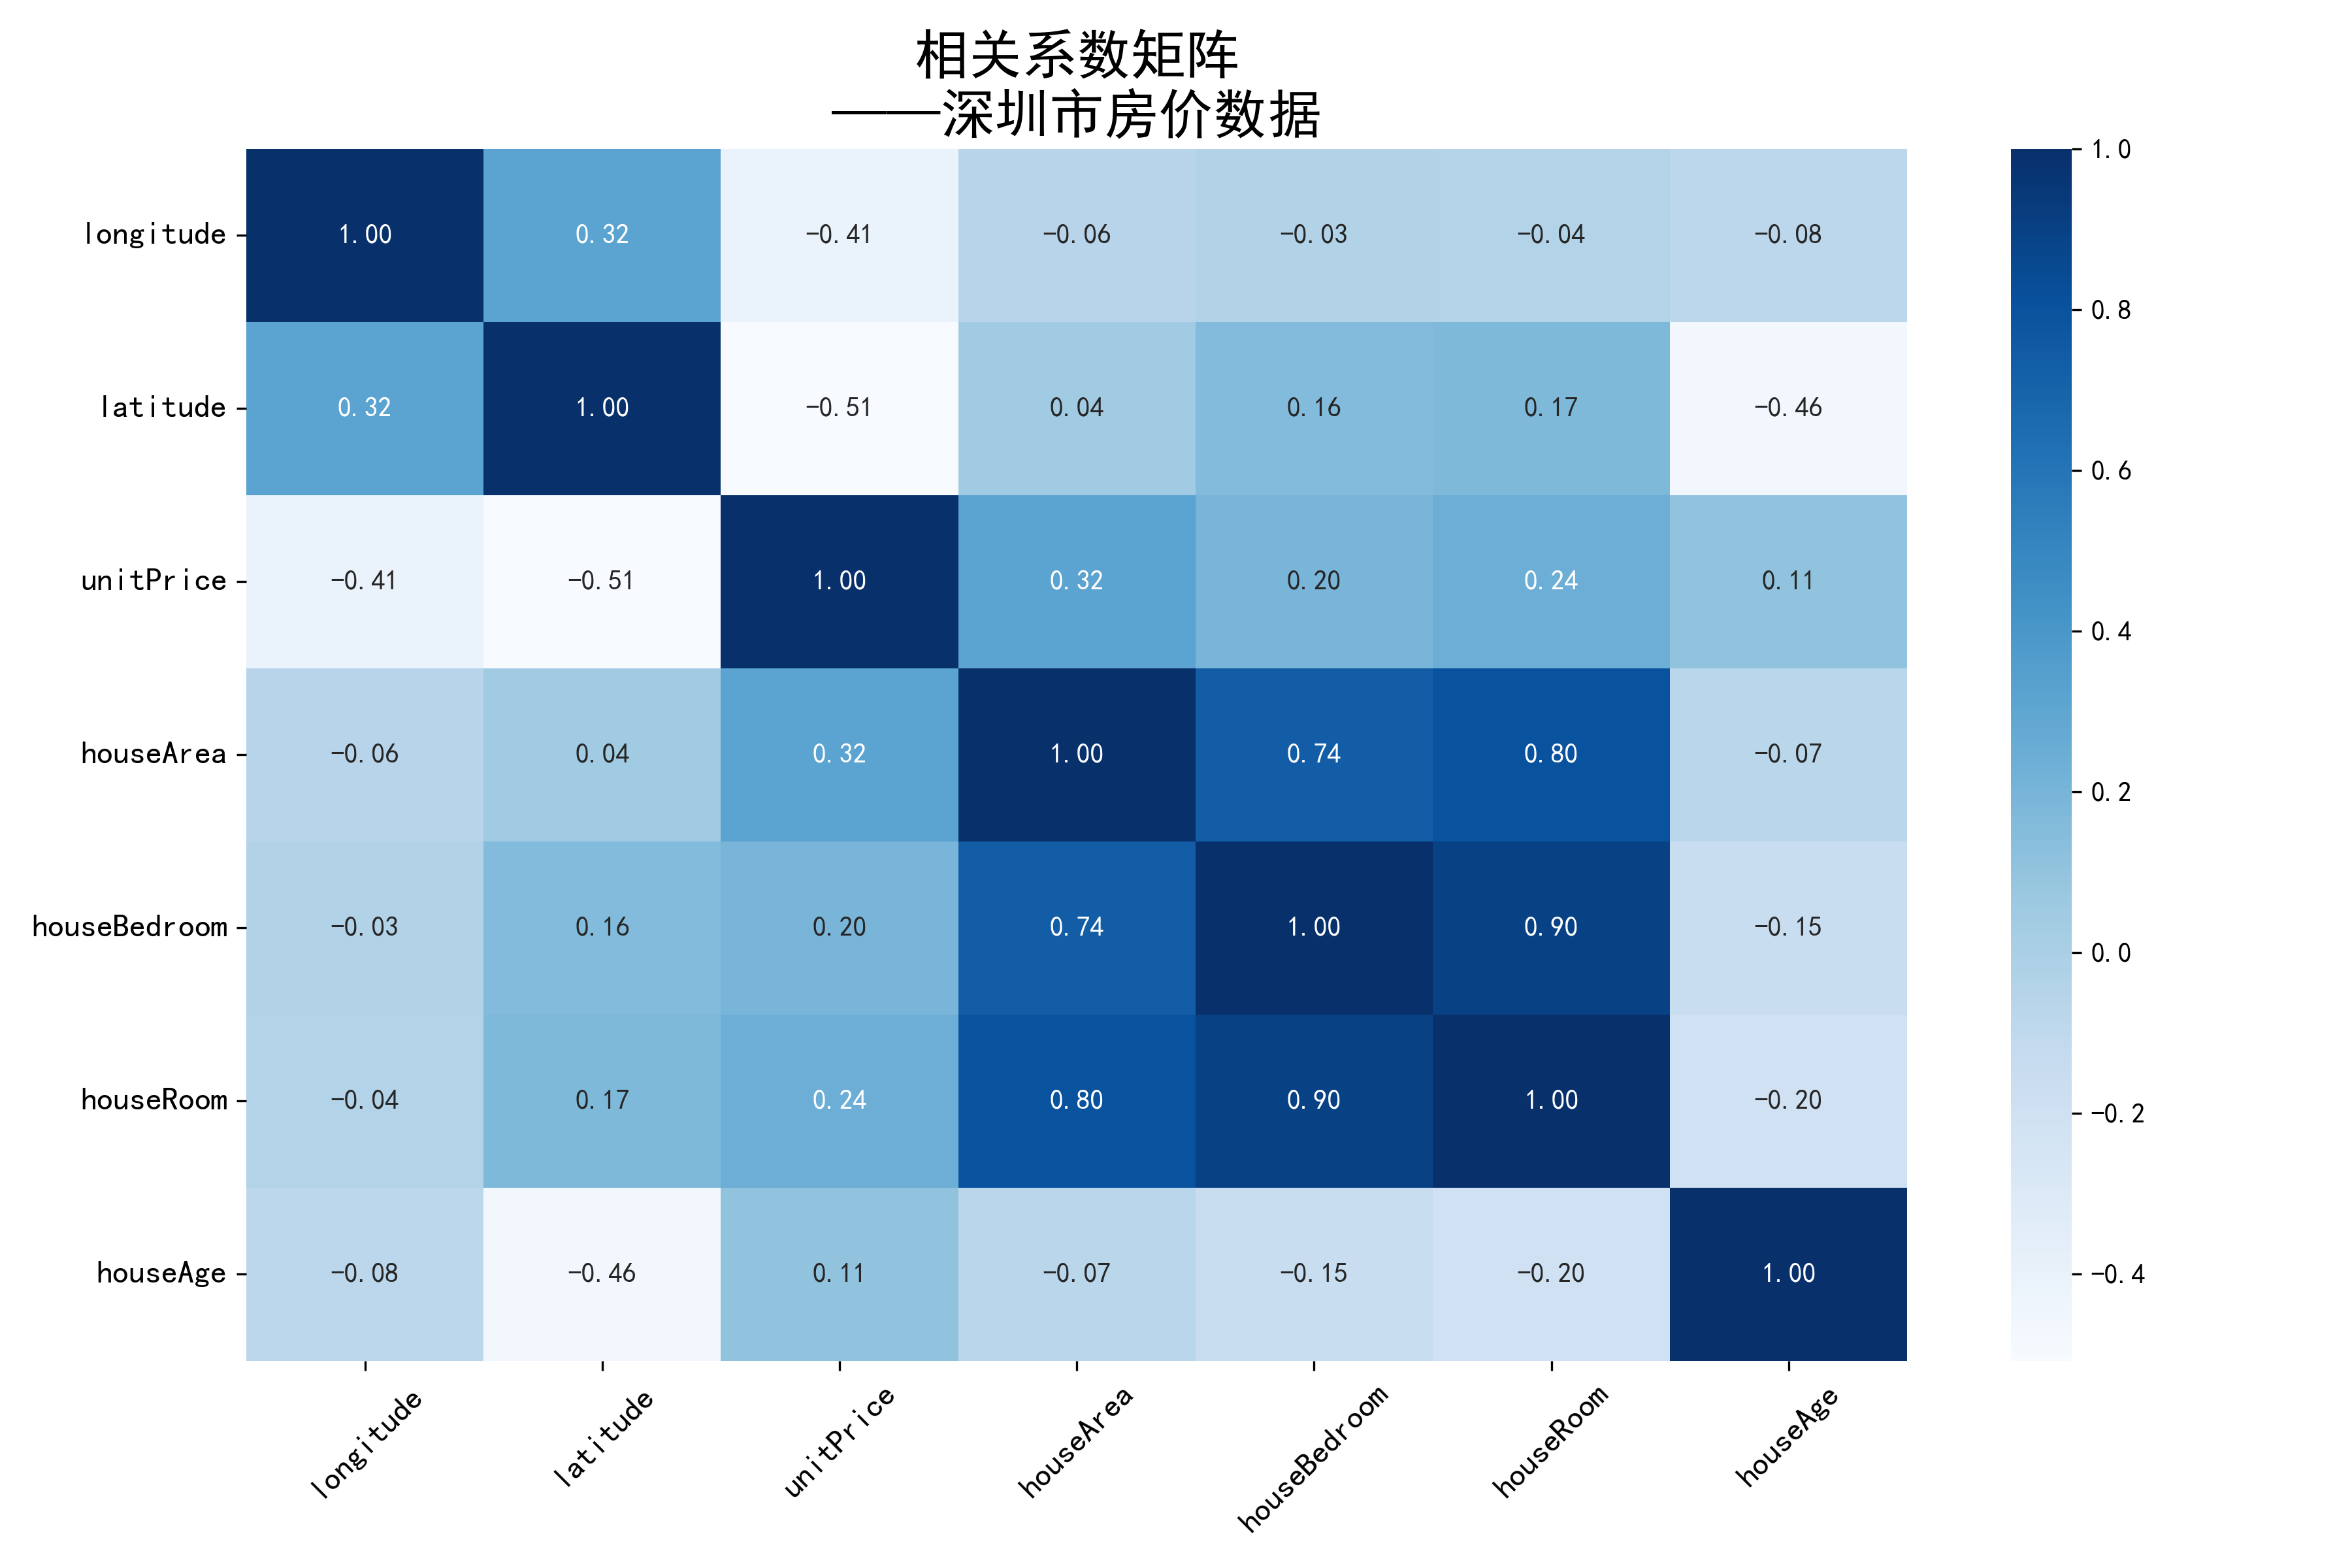 相关系数矩阵
——深圳市房价数据
longitude 1.00 0.32 -0.41 -0.06 -0.03 -0.04 -0.08
latitude 0.32 1.00 -0.51 0.04 0.16 0.17 -0.46
unitPrice -0.41 -0.51 1.00 0.32 0.20 0.24 0.11
houseArea -0.06 0.04 0.32 1.00 0.74 0.80 -0.07
houseBedroom -0.03 0.16 0.20 0.74 1.00 0.90 -0.15
houseRoom -0.04 0.17 0.24 0.80 0.90 1.00 -0.20
houseAge -0.08 -0.46 0.11 -0.07 -0.15 -0.20 1.00
longitude latitude unitPrice houseArea houseBedroom houseRoom houseAge
1.0
0.8
0.6
0.4
0.2
0.0
-0.2
-0.4